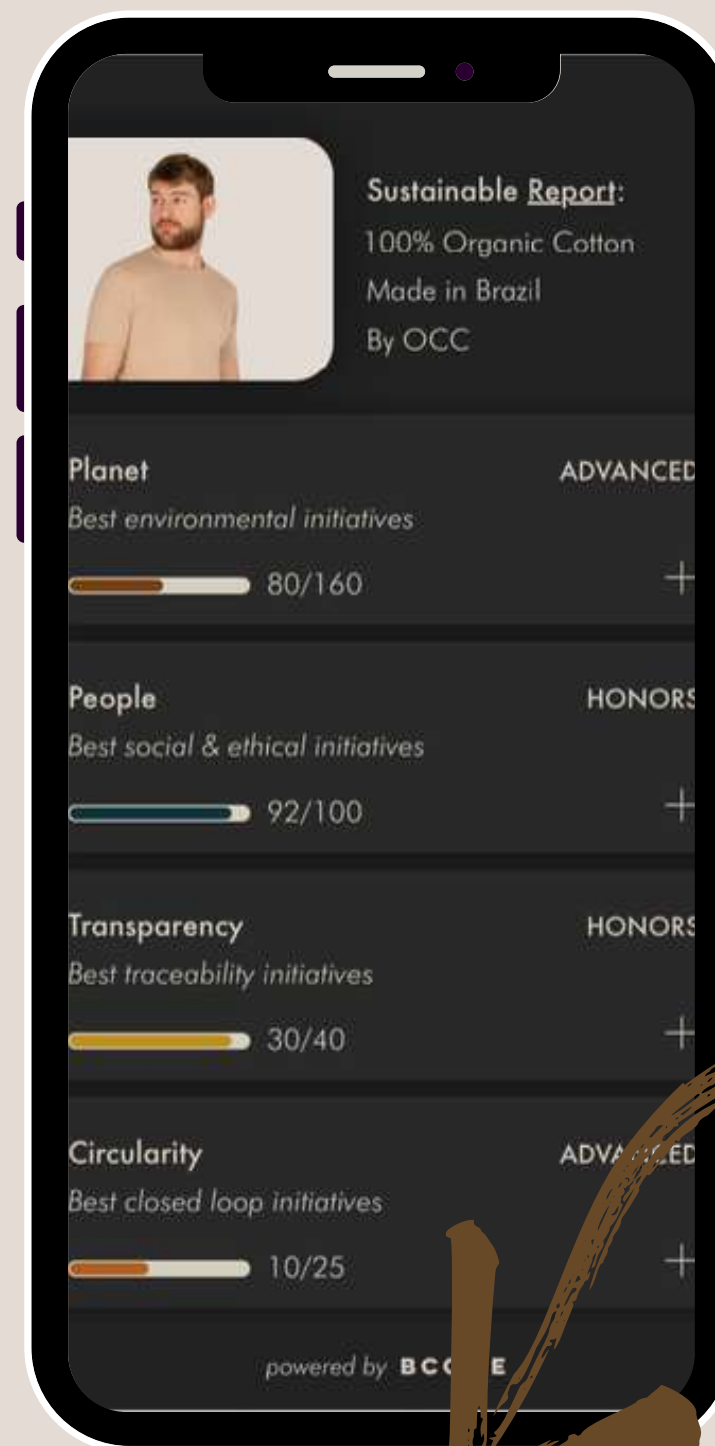 Sustainable Report:
100% Organic Cotton
Made in Brazil
By OCC
Planet
ADVANCED
Best environmental initiatives
80/160
People
HONORS
Best social & ethical initiatives
92/100
Transparency
HONORS
Best traceability initiatives
30/40
Circularity
ADVANCED
Best closed loop initiatives
10/25
powered by